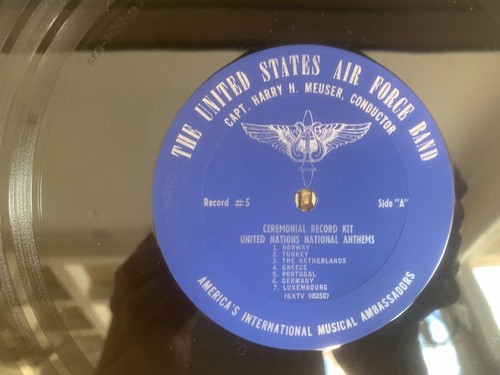 THE UNITED STATES AIR FORCE BAND
CAPT. HARRY H. MEUSER, CONDUCTOR
Record #5
Side "A"
CEREMONIAL RECORD KIT
UNITED NATIONS NATIONAL ANTHEMS
1. NORWAY
2. TURKEY
3. THE NETHERLANDS
4. GREECE
5. PORTUGAL
6. GERMANY
7. LUXEMBOURG
(GXTV 98250)
AMERICA'S INTERNATIONAL MUSICAL AMBASSADORS